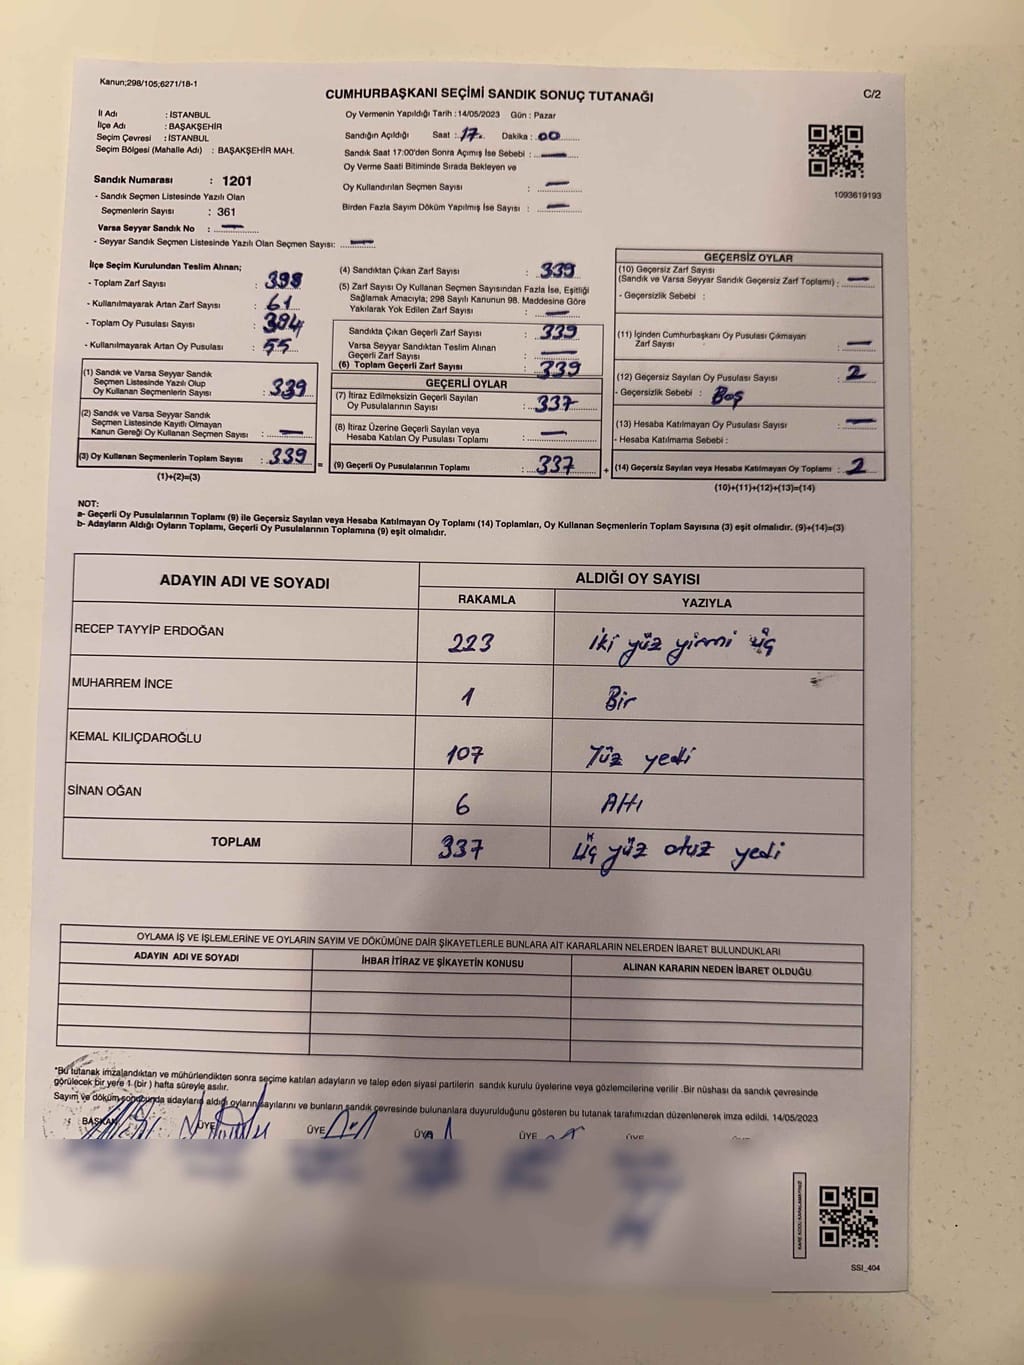 Kanun;298/105;6271/18-1
CUMHURBAŞKANI SEÇİMİ SANDIK SONUÇ TUTANAĞI
C/2
İl Adı : İSTANBUL
İlçe Adı : BAŞAKŞEHİR
Seçim Çevresi : İSTANBUL
Seçim Bölgesi (Mahalle Adı) : BAŞAKŞEHİR MAH.
Sandık Numarası : 1201
- Sandık Seçmen Listesinde Yazılı Olan
Seçmenlerin Sayısı : 361
Varsa Seyyar Sandık No : —
- Seyyar Sandık Seçmen Listesinde Yazılı Olan Seçmen Sayısı: —
Oy Vermenin Yapıldığı Tarih : 14/05/2023 Gün : Pazar
Sandığın Açıldığı Saat : 17 Dakika : 00
Sandık Saat 17:00'den Sonra Açımış İse Sebebi : —
Oy Verme Saati Bitiminde Sırada Bekleyen ve
Oy Kullandırılan Seçmen Sayısı : —
Birden Fazla Sayım Döküm Yapılmış İse Sayısı : —
1093619193
İlçe Seçim Kurulundan Teslim Alınan;
- Toplam Zarf Sayısı :
- Kullanılmayarak Artan Zarf Sayısı : 61
- Toplam Oy Pusulası Sayısı :
- Kullanılmayarak Artan Oy Pusulası : 55
(1) Sandık ve Varsa Seyyar Sandık
Seçmen Listesinde Yazılı Olup
Oy Kullanan Seçmenlerin Sayısı : 339
(2) Sandık ve Varsa Seyyar Sandık
Seçmen Listesinde Kayıtlı Olmayan
Kanun Gereği Oy Kullanan Seçmen Sayısı : —
(3) Oy Kullanan Seçmenlerin Toplam Sayısı : 339
(1)+(2)=(3)
(4) Sandıktan Çıkan Zarf Sayısı : 339
(5) Zarf Sayısı Oy Kullanan Seçmen Sayısından Fazla İse, Eşitliği
Sağlamak Amacıyla; 298 Sayılı Kanunun 98. Maddesine Göre
Yakılarak Yok Edilen Zarf Sayısı : —
Sandıkta Çıkan Geçerli Zarf Sayısı : 339
Varsa Seyyar Sandıktan Teslim Alınan
Geçerli Zarf Sayısı : —
(6) Toplam Geçerli Zarf Sayısı : 339
GEÇERLİ OYLAR
(7) İtiraz Edilmeksizin Geçerli Sayılan
Oy Pusulalarının Sayısı : 337
(8) İtiraz Üzerine Geçerli Sayılan veya
Hesaba Katılan Oy Pusulası Toplamı : —
= (9) Geçerli Oy Pusulalarının Toplamı : 337
GEÇERSİZ OYLAR
(10) Geçersiz Zarf Sayısı
(Sandık ve Varsa Seyyar Sandık Geçersiz Zarf Toplamı) : —
- Geçersizlik Sebebi :
(11) İçinden Cumhurbaşkanı Oy Pusulası Çıkmayan
Zarf Sayısı : —
(12) Geçersiz Sayılan Oy Pusulası Sayısı : 2
- Geçersizlik Sebebi : Boş
(13) Hesaba Katılmayan Oy Pusulası Sayısı : —
- Hesaba Katılmama Sebebi :
+ (14) Geçersiz Sayılan veya Hesaba Katılmayan Oy Toplamı : 2
(10)+(11)+(12)+(13)=(14)
NOT:
a- Geçerli Oy Pusulalarının Toplamı (9) ile Geçersiz Sayılan veya Hesaba Katılmayan Oy Toplamı (14) Toplamları, Oy Kullanan Seçmenlerin Toplam Sayısına (3) eşit olmalıdır. (9)+(14)=(3)
b- Adayların Aldığı Oyların Toplamı, Geçerli Oy Pusulalarının Toplamına (9) eşit olmalıdır.
ADAYIN ADI VE SOYADI ALDIĞI OY SAYISI
RAKAMLA YAZIYLA
RECEP TAYYİP ERDOĞAN 223 İki yüz yirmi üç
MUHARREM İNCE 1 Bir
KEMAL KILIÇDAROĞLU 107 Yüz yedi
SİNAN OĞAN 6 Altı
TOPLAM 337 Üç yüz otuz yedi
OYLAMA İŞ VE İŞLEMLERİNE VE OYLARIN SAYIM VE DÖKÜMÜNE DAİR ŞİKAYETLERLE BUNLARA AİT KARARLARIN NELERDEN İBARET BULUNDUKLARI
ADAYIN ADI VE SOYADI İHBAR İTİRAZ VE ŞİKAYETİN KONUSU ALINAN KARARIN NEDEN İBARET OLDUĞU
"Bu tutanak imzalandıktan ve mühürlendikten sonra seçime katılan adayların ve talep eden siyasi partilerin sandık kurulu üyelerine veya gözlemcilerine verilir .Bir nüshası da sandık çevresinde
görülecek bir yere 1 (bir ) hafta süreyle asılır.
Sayım ve döküm sonucunda adayların aldığı oyların sayılarını ve bunların sandık çevresinde bulunanlara duyurulduğunu gösteren bu tutanak tarafımızdan düzenlenerek imza edildi. 14/05/2023
BAŞKAN ÜYE ÜYE ÜYE ÜYE ÜYE
SSI_404